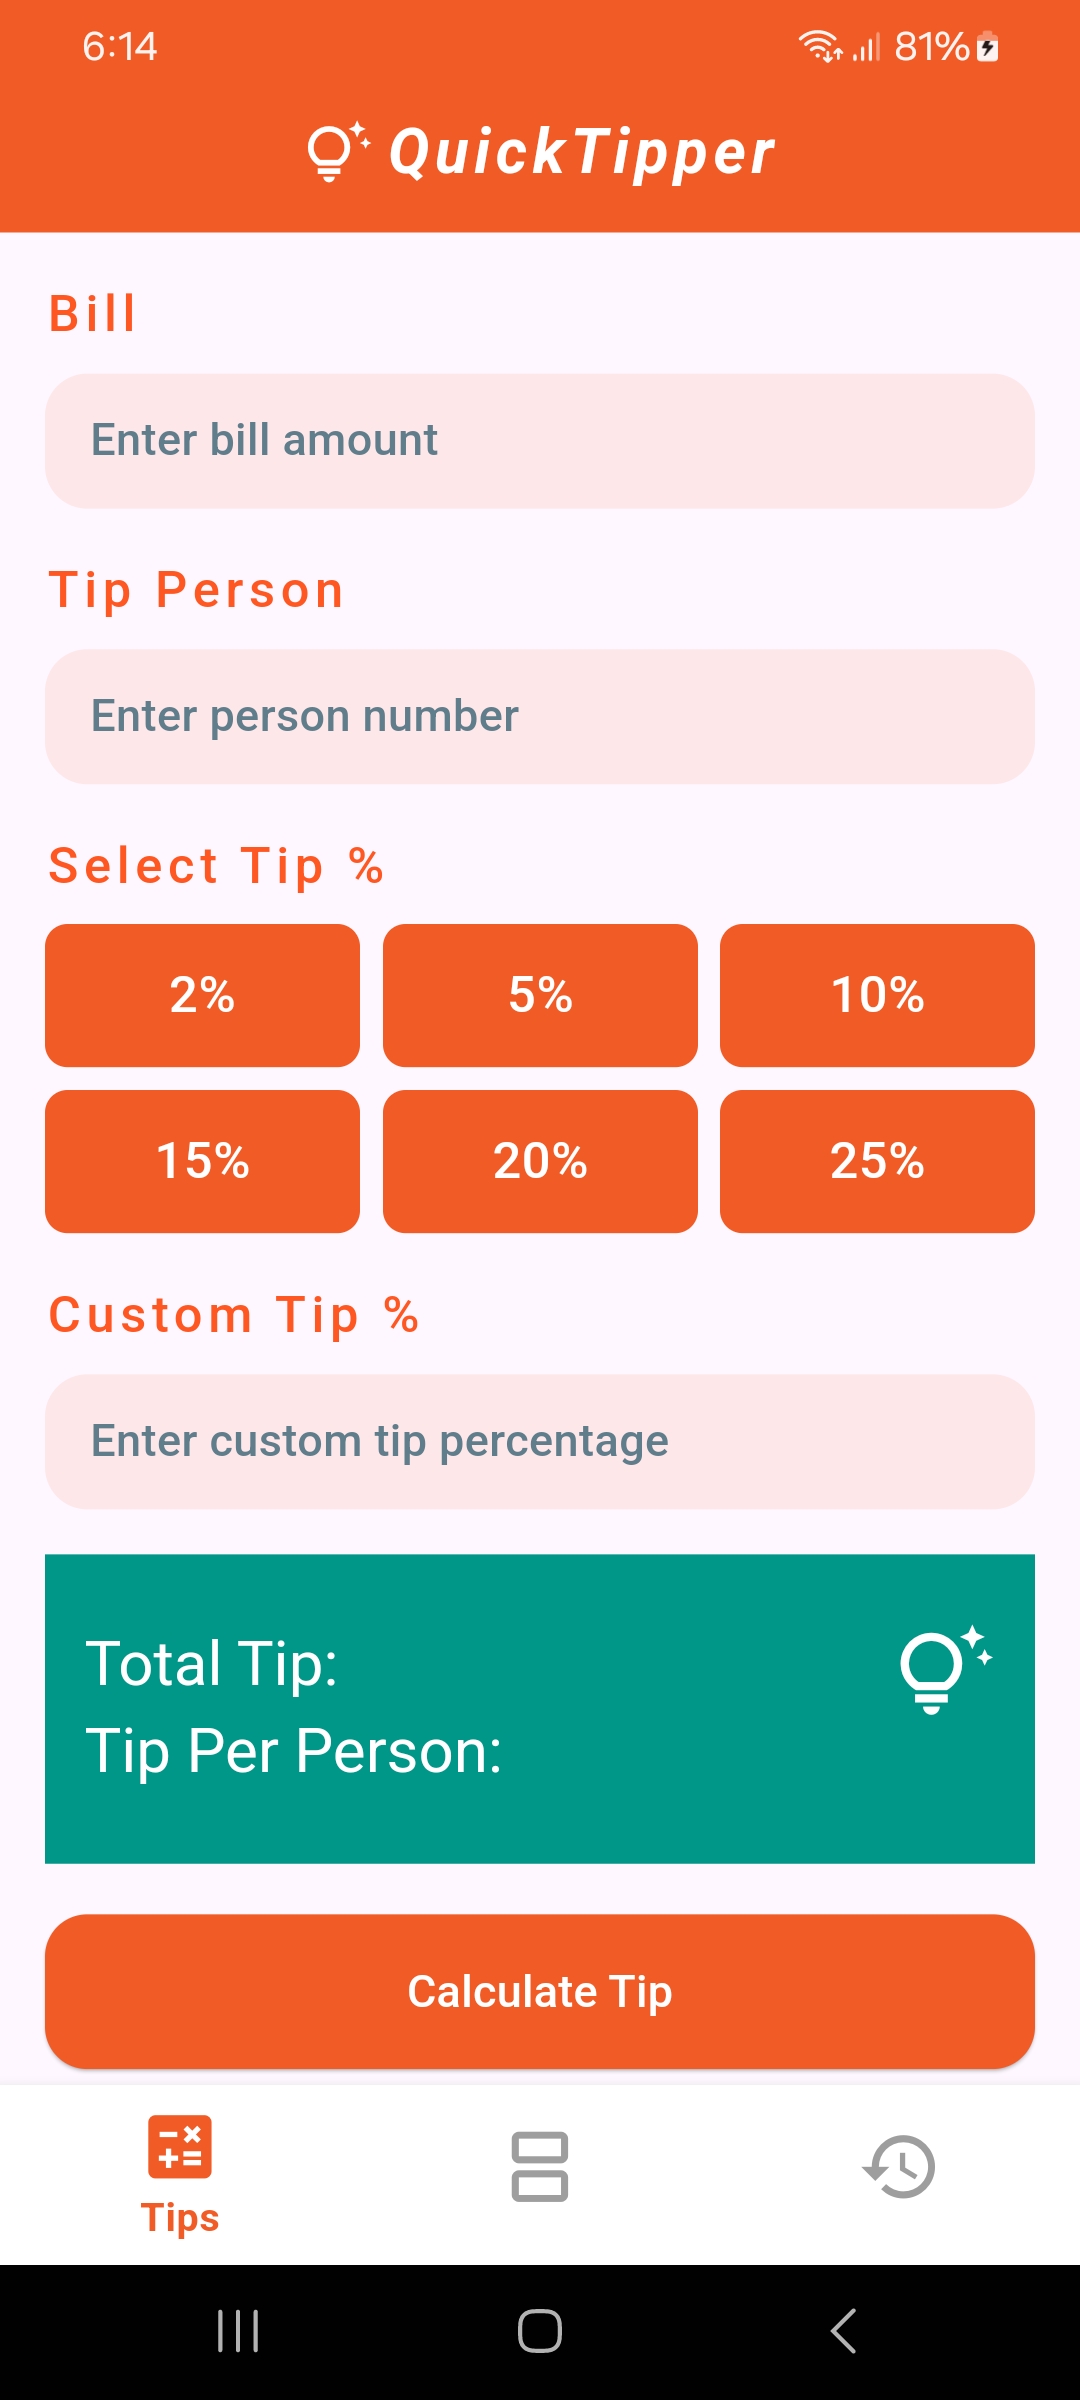 6:14
81%
QuickTipper
Bill
Enter bill amount
Tip Person
Enter person number
Select Tip %
2% 5% 10%
15% 20% 25%
Custom Tip %
Enter custom tip percentage
Total Tip:
Tip Per Person:
Calculate Tip
Tips